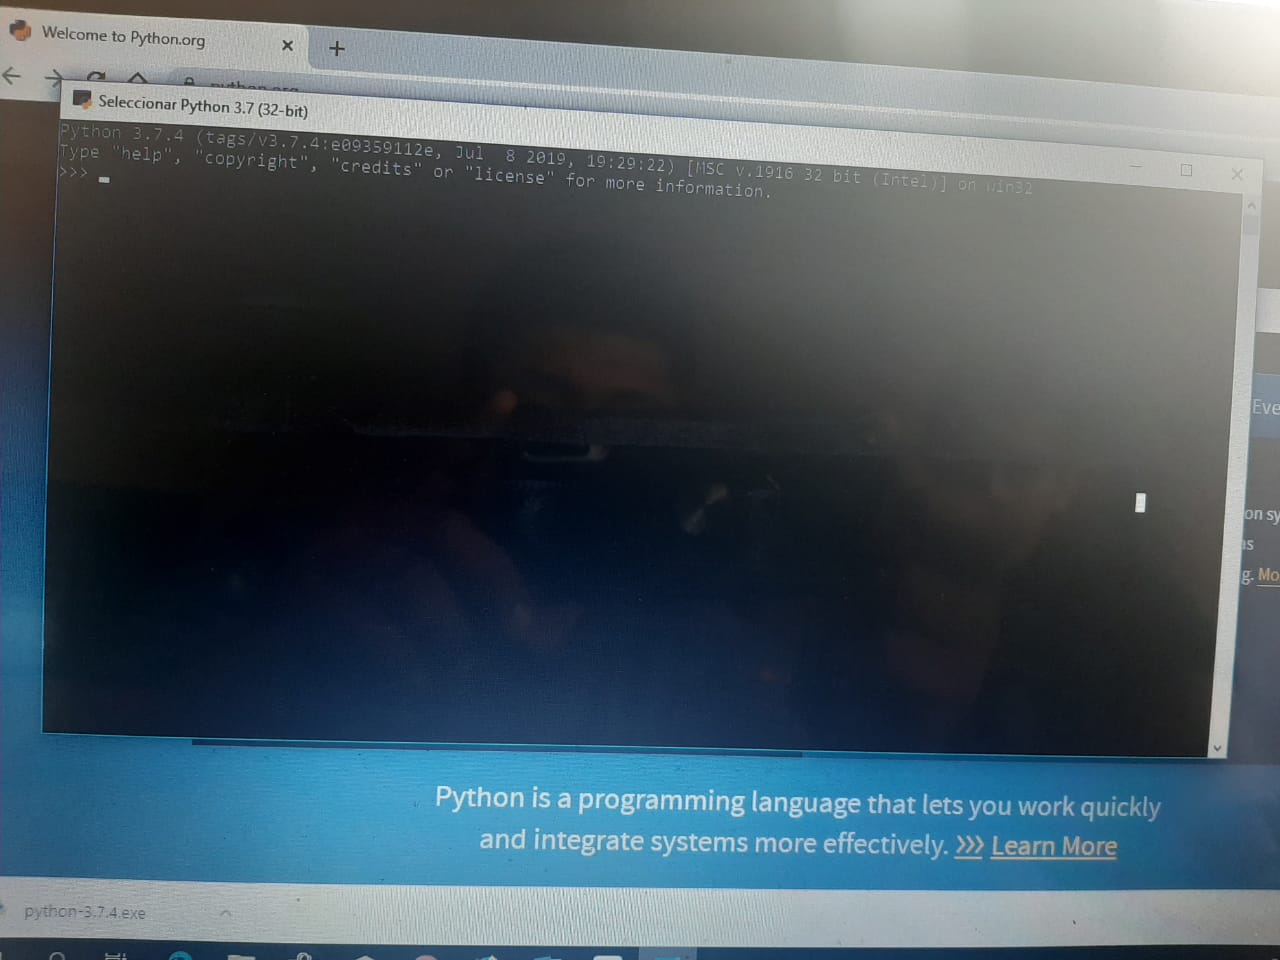 Welcome to Python.org
python.org
Seleccionar Python 3.7 (32-bit)
Python 3.7.4 (tags/v3.7.4:e09359112e, Jul  8 2019, 19:29:22) [MSC v.1916 32 bit (Intel)] on win32
Type "help", "copyright", "credits" or "license" for more information.
>>>
Eve
on sy
g. Mo
Python is a programming language that lets you work quickly
and integrate systems more effectively. >>> Learn More
python-3.7.4.exe